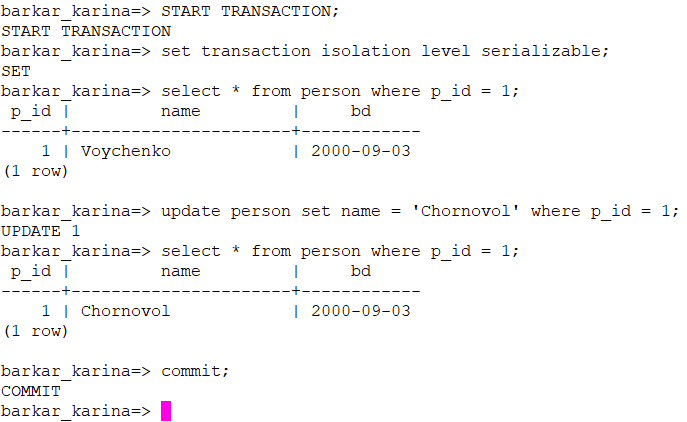 barkar_karina=> START TRANSACTION;
START TRANSACTION
barkar_karina=> set transaction isolation level serializable;
SET
barkar_karina=> select * from person where p_id = 1;
 p_id |         name         |     bd
------+----------------------+------------
    1 | Voychenko            | 2000-09-03
(1 row)

barkar_karina=> update person set name = 'Chornovol' where p_id = 1;
UPDATE 1
barkar_karina=> select * from person where p_id = 1;
 p_id |         name         |     bd
------+----------------------+------------
    1 | Chornovol            | 2000-09-03
(1 row)

barkar_karina=> commit;
COMMIT
barkar_karina=>